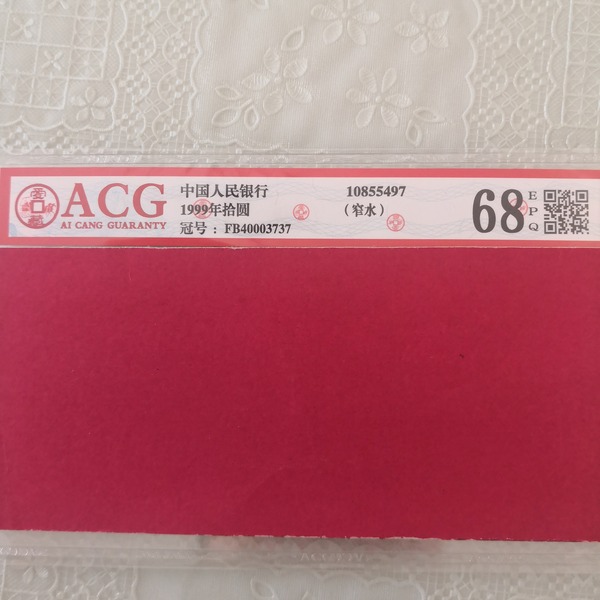 ACG
AI CANG GUARANTY
中国人民银行
1999年拾圆
冠号：FB40003737
10855497
（窄水）
68
EPQ